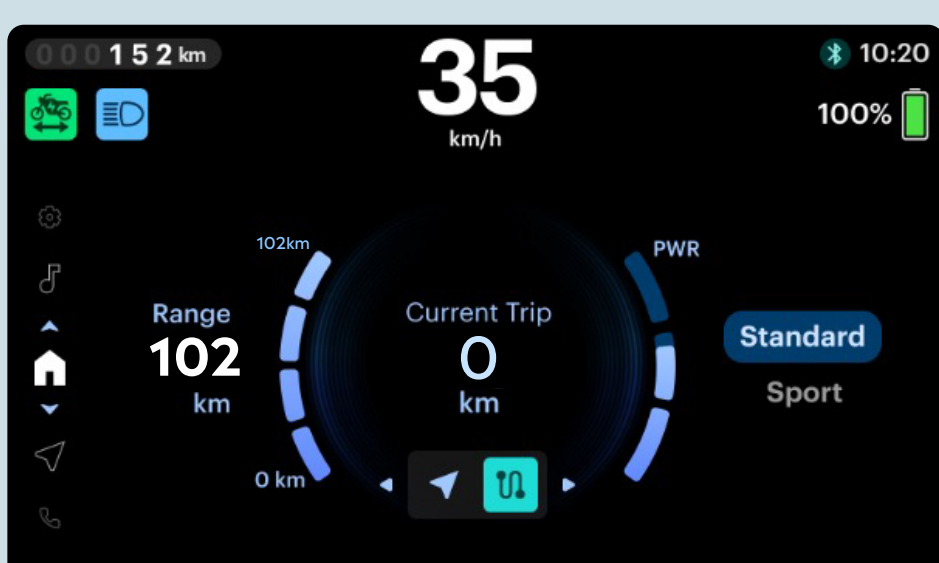 000152 km
35
km/h
10:20
100%
102km
PWR
Range
102
km
Current Trip
0
km
Standard
Sport
0 km